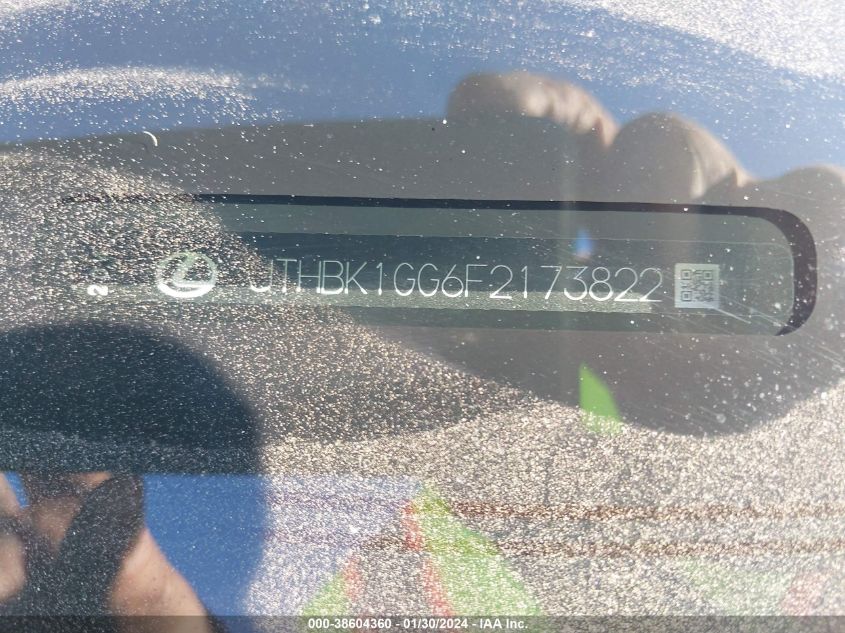 JTHBK1GG6F2173822
000-38604360 - 01/30/2024 - IAA Inc.